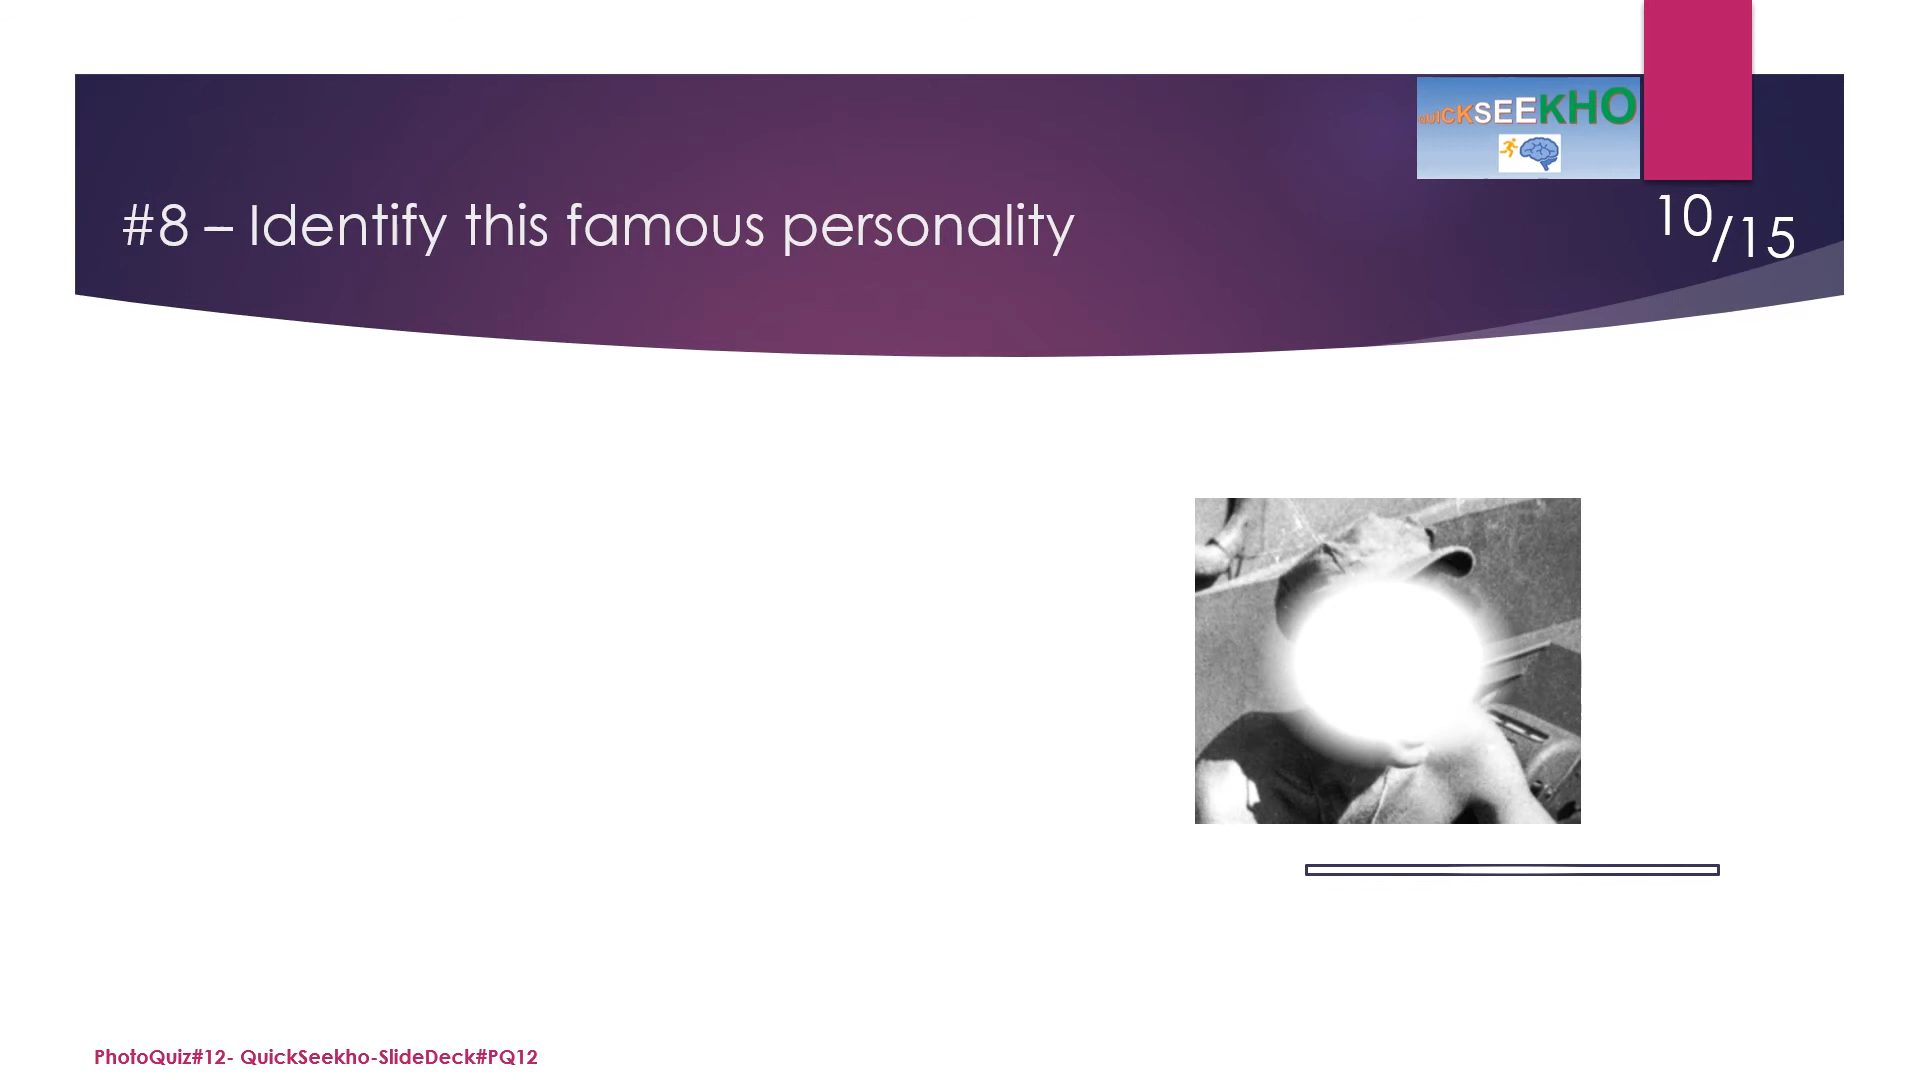 QUICKSEEKHO
#8 – Identify this famous personality
10/15
PhotoQuiz#12- QuickSeekho-SlideDeck#PQ12